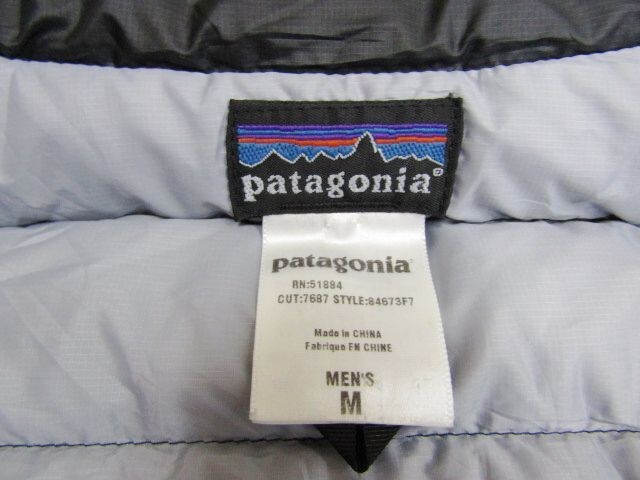 patagonia®
patagonia®
RN:51884
CUT:7687 STYLE:84673F7
Made in CHINA
Fabriqué EN CHINE
MEN'S
M